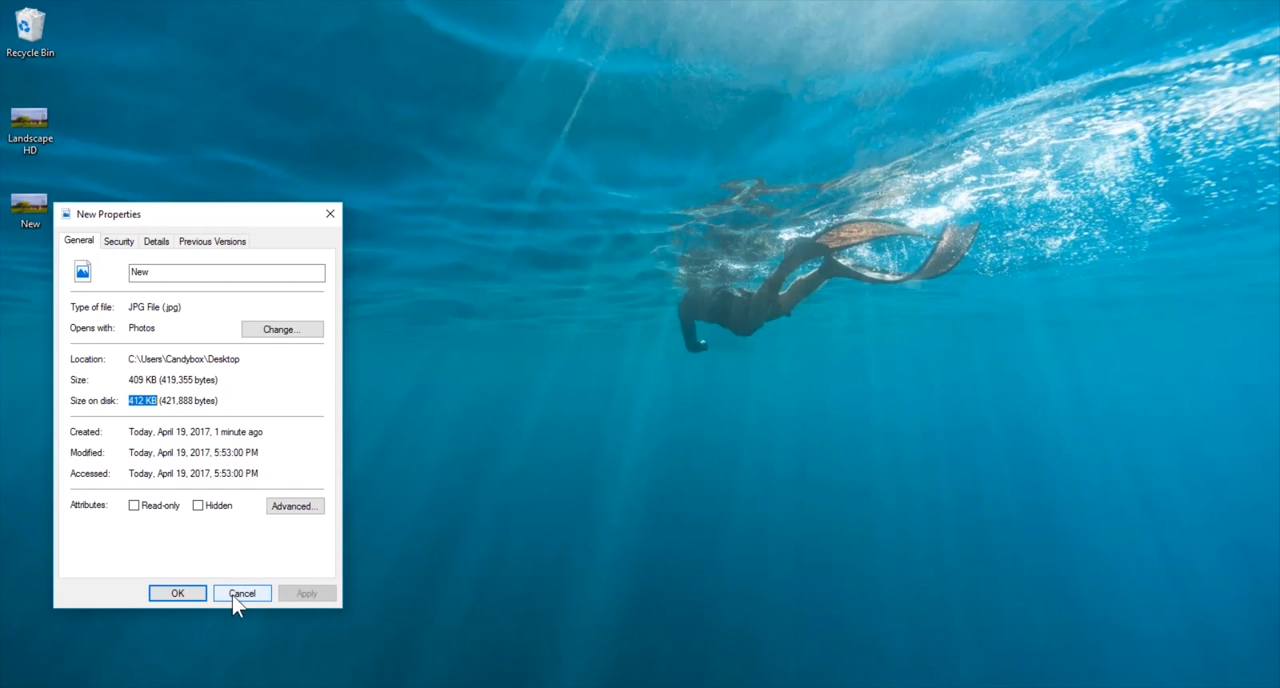 Recycle Bin
Landscape
HD
New
New Properties
General Security Details Previous Versions
New
Type of file: JPG File (.jpg)
Opens with: Photos Change...
Location: C:\Users\Candybox\Desktop
Size: 409 KB (419,355 bytes)
Size on disk: 412 KB (421,888 bytes)
Created: Today, April 19, 2017, 1 minute ago
Modified: Today, April 19, 2017, 5:53:00 PM
Accessed: Today, April 19, 2017, 5:53:00 PM
Attributes: Read-only Hidden Advanced...
OK Cancel Apply